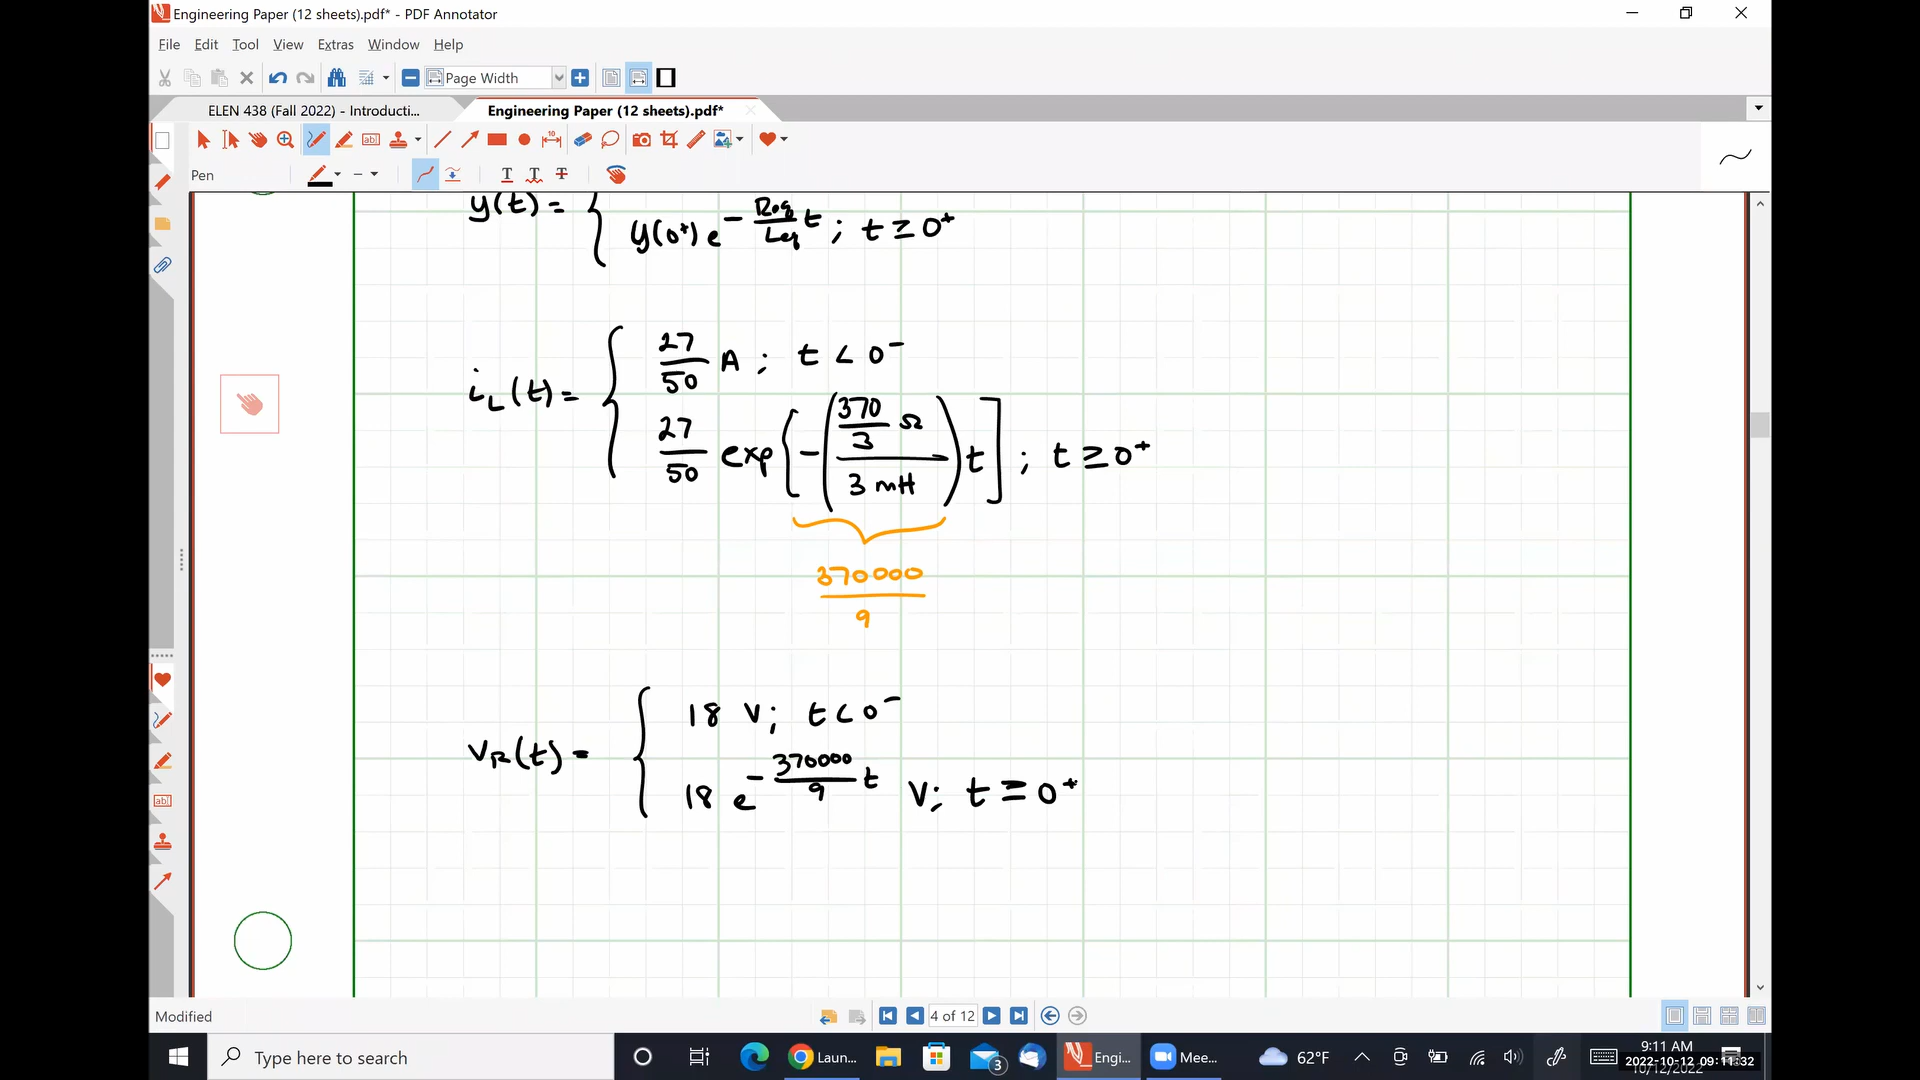 Engineering Paper (12 sheets).pdf* - PDF Annotator
File Edit Tool View Extras Window Help
Page Width
ELEN 438 (Fall 2022) - Introducti...
Engineering Paper (12 sheets).pdf*
Pen
y(t) = {
y(0⁺) e^(-Req/Leq t) ; t ≥ 0⁺
i_L(t) = {
27/50 A ; t < 0⁻
27/50 exp[-((370/3 Ω)/(3 mH)) t] ; t ≥ 0⁺
370000/9
v_R(t) = {
18 V; t < 0⁻
18 e^(-370000/9 t) V; t ≥ 0⁺
Modified
4 of 12
Type here to search
Laun...
3
Engi...
Mee...
62°F
9:11 AM
2022-10-12 09:11:32
10/12/2022